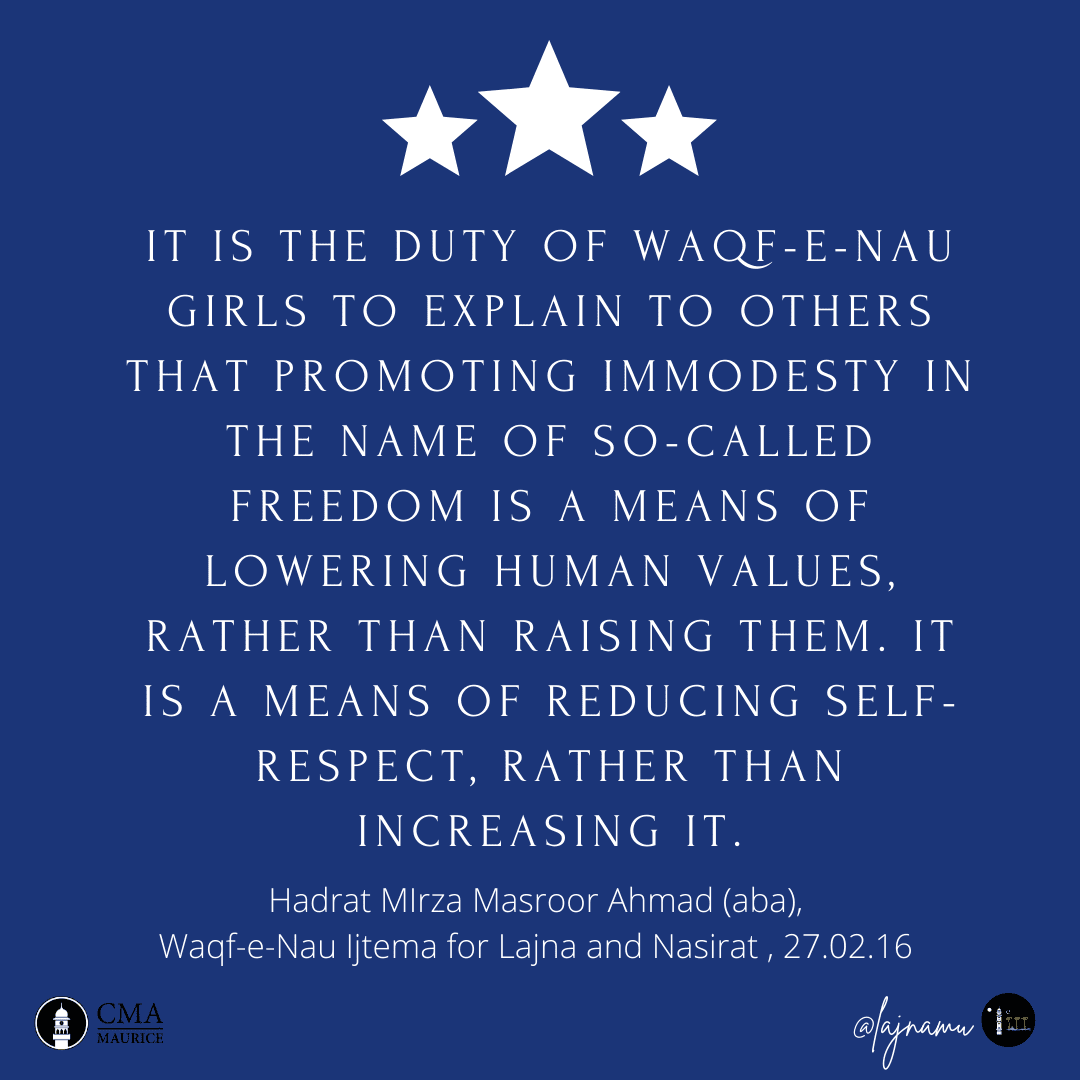 IT IS THE DUTY OF WAQF-E-NAU
GIRLS TO EXPLAIN TO OTHERS
THAT PROMOTING IMMODESTY IN
THE NAME OF SO-CALLED
FREEDOM IS A MEANS OF
LOWERING HUMAN VALUES,
RATHER THAN RAISING THEM. IT
IS A MEANS OF REDUCING SELF-
RESPECT, RATHER THAN
INCREASING IT.
Hadrat MIrza Masroor Ahmad (aba),
Waqf-e-Nau Ijtema for Lajna and Nasirat , 27.02.16
CMA
MAURICE
@lajnamu